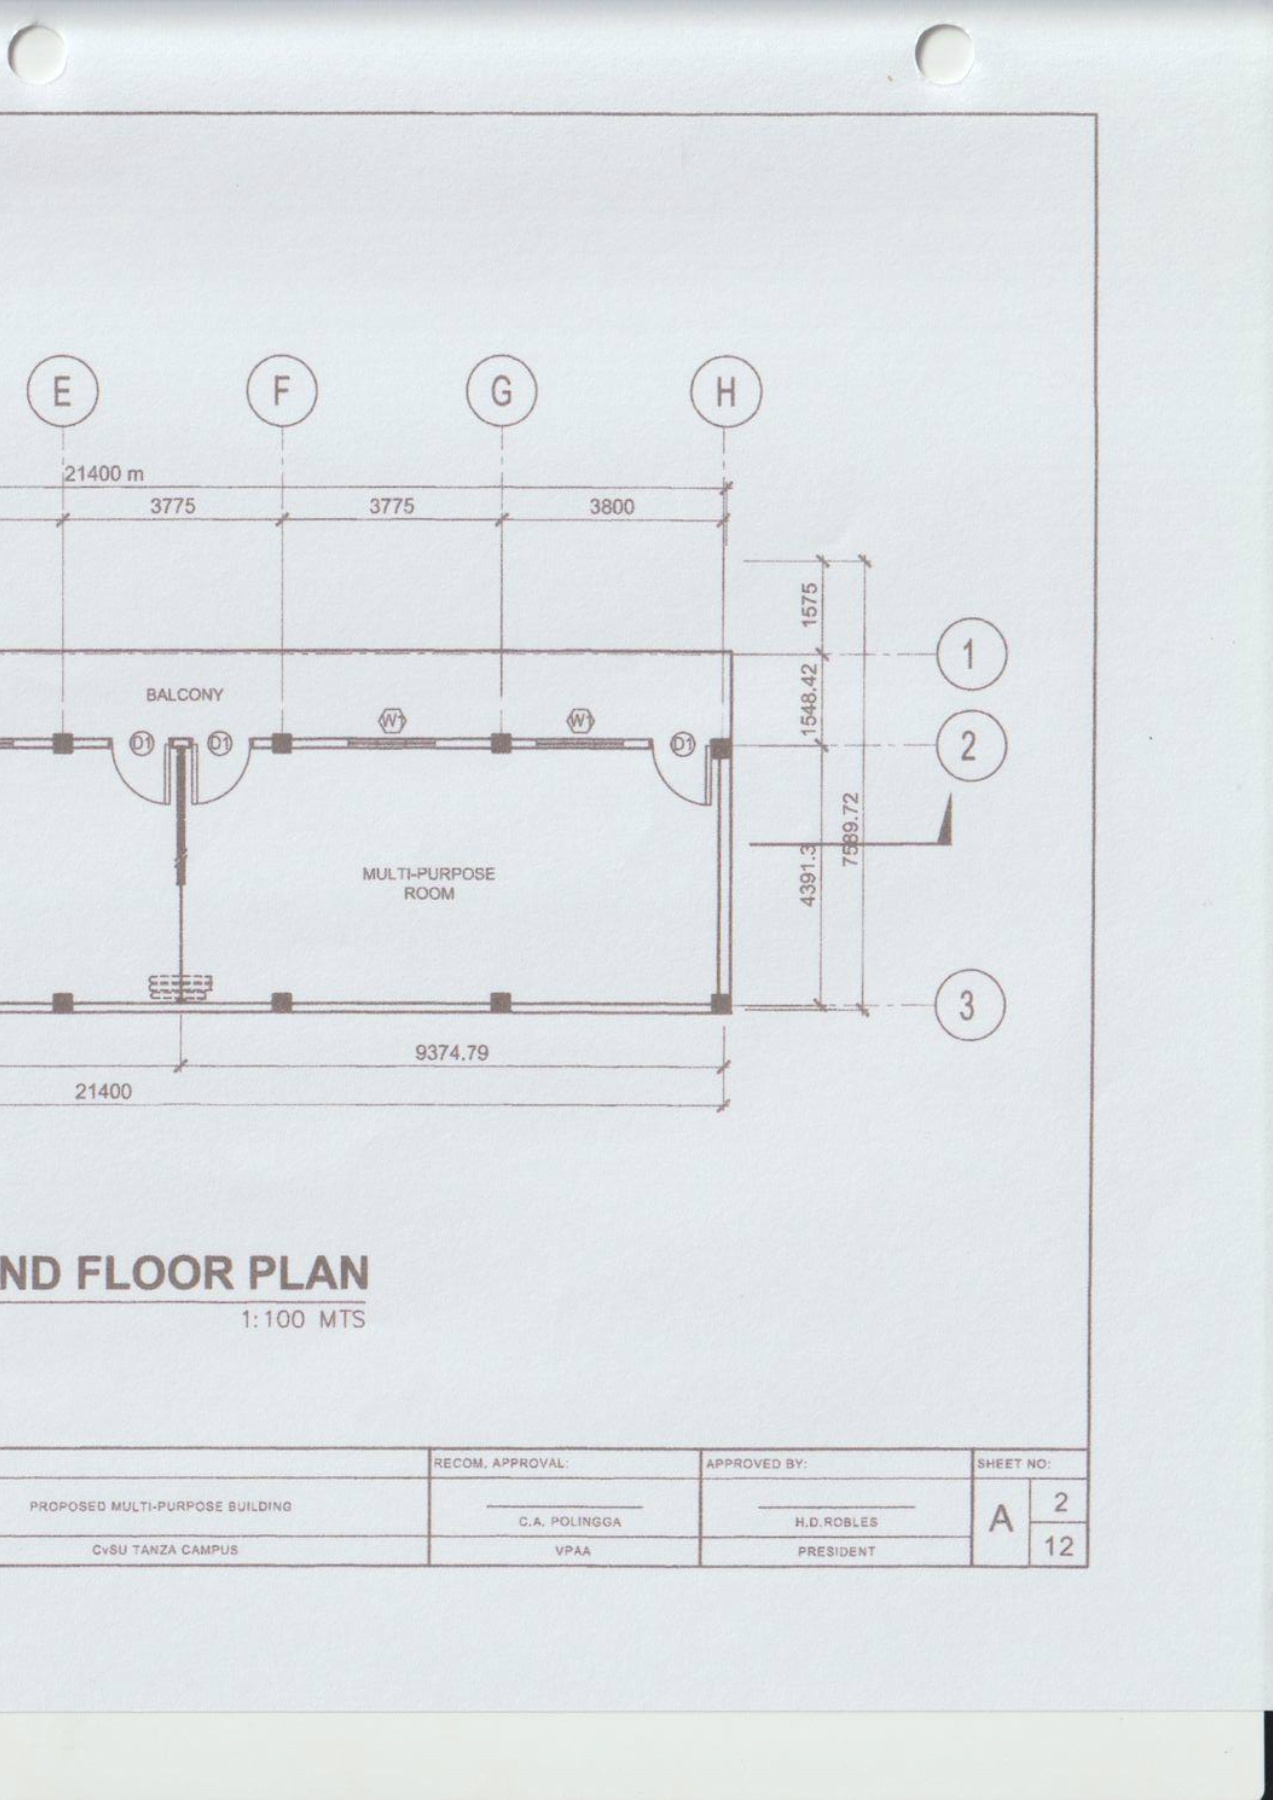 E F G H
21400 m
3775 3775 3800
1575
1
BALCONY
1548.42
W1 W1
D1 D1 D1
2
7589.72
MULTI-PURPOSE
ROOM
4391.3
3
9374.79
21400
ND FLOOR PLAN
1:100 MTS
RECOM. APPROVAL: APPROVED BY: SHEET NO:
PROPOSED MULTI-PURPOSE BUILDING
C.A. POLINGGA H.D.ROBLES A 2
CvSU TANZA CAMPUS VPAA PRESIDENT 12